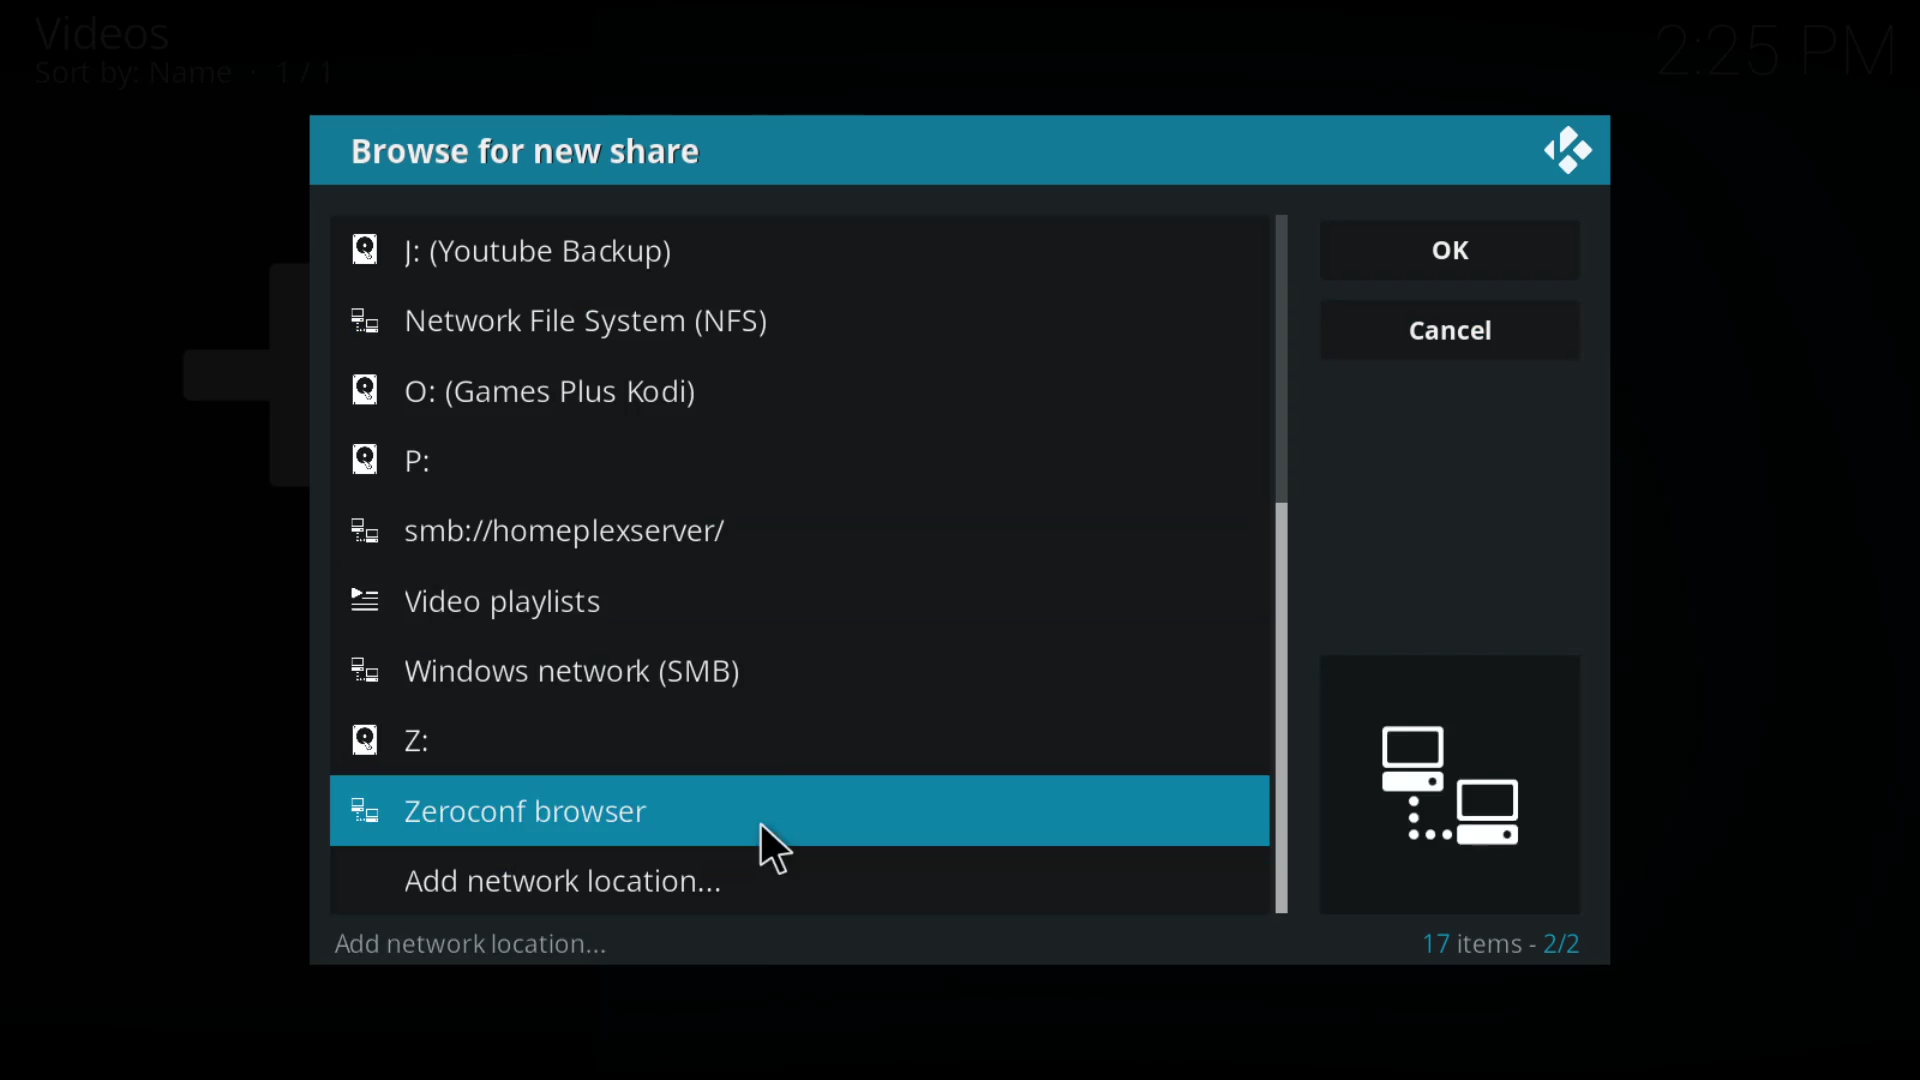 Videos
Sort by: Name · 1 / 1
2:25 PM
Browse for new share
J: (Youtube Backup)
Network File System (NFS)
O: (Games Plus Kodi)
P:
smb://homeplexserver/
Video playlists
Windows network (SMB)
Z:
Zeroconf browser
Add network location...
OK
Cancel
Add network location...
17 items - 2/2